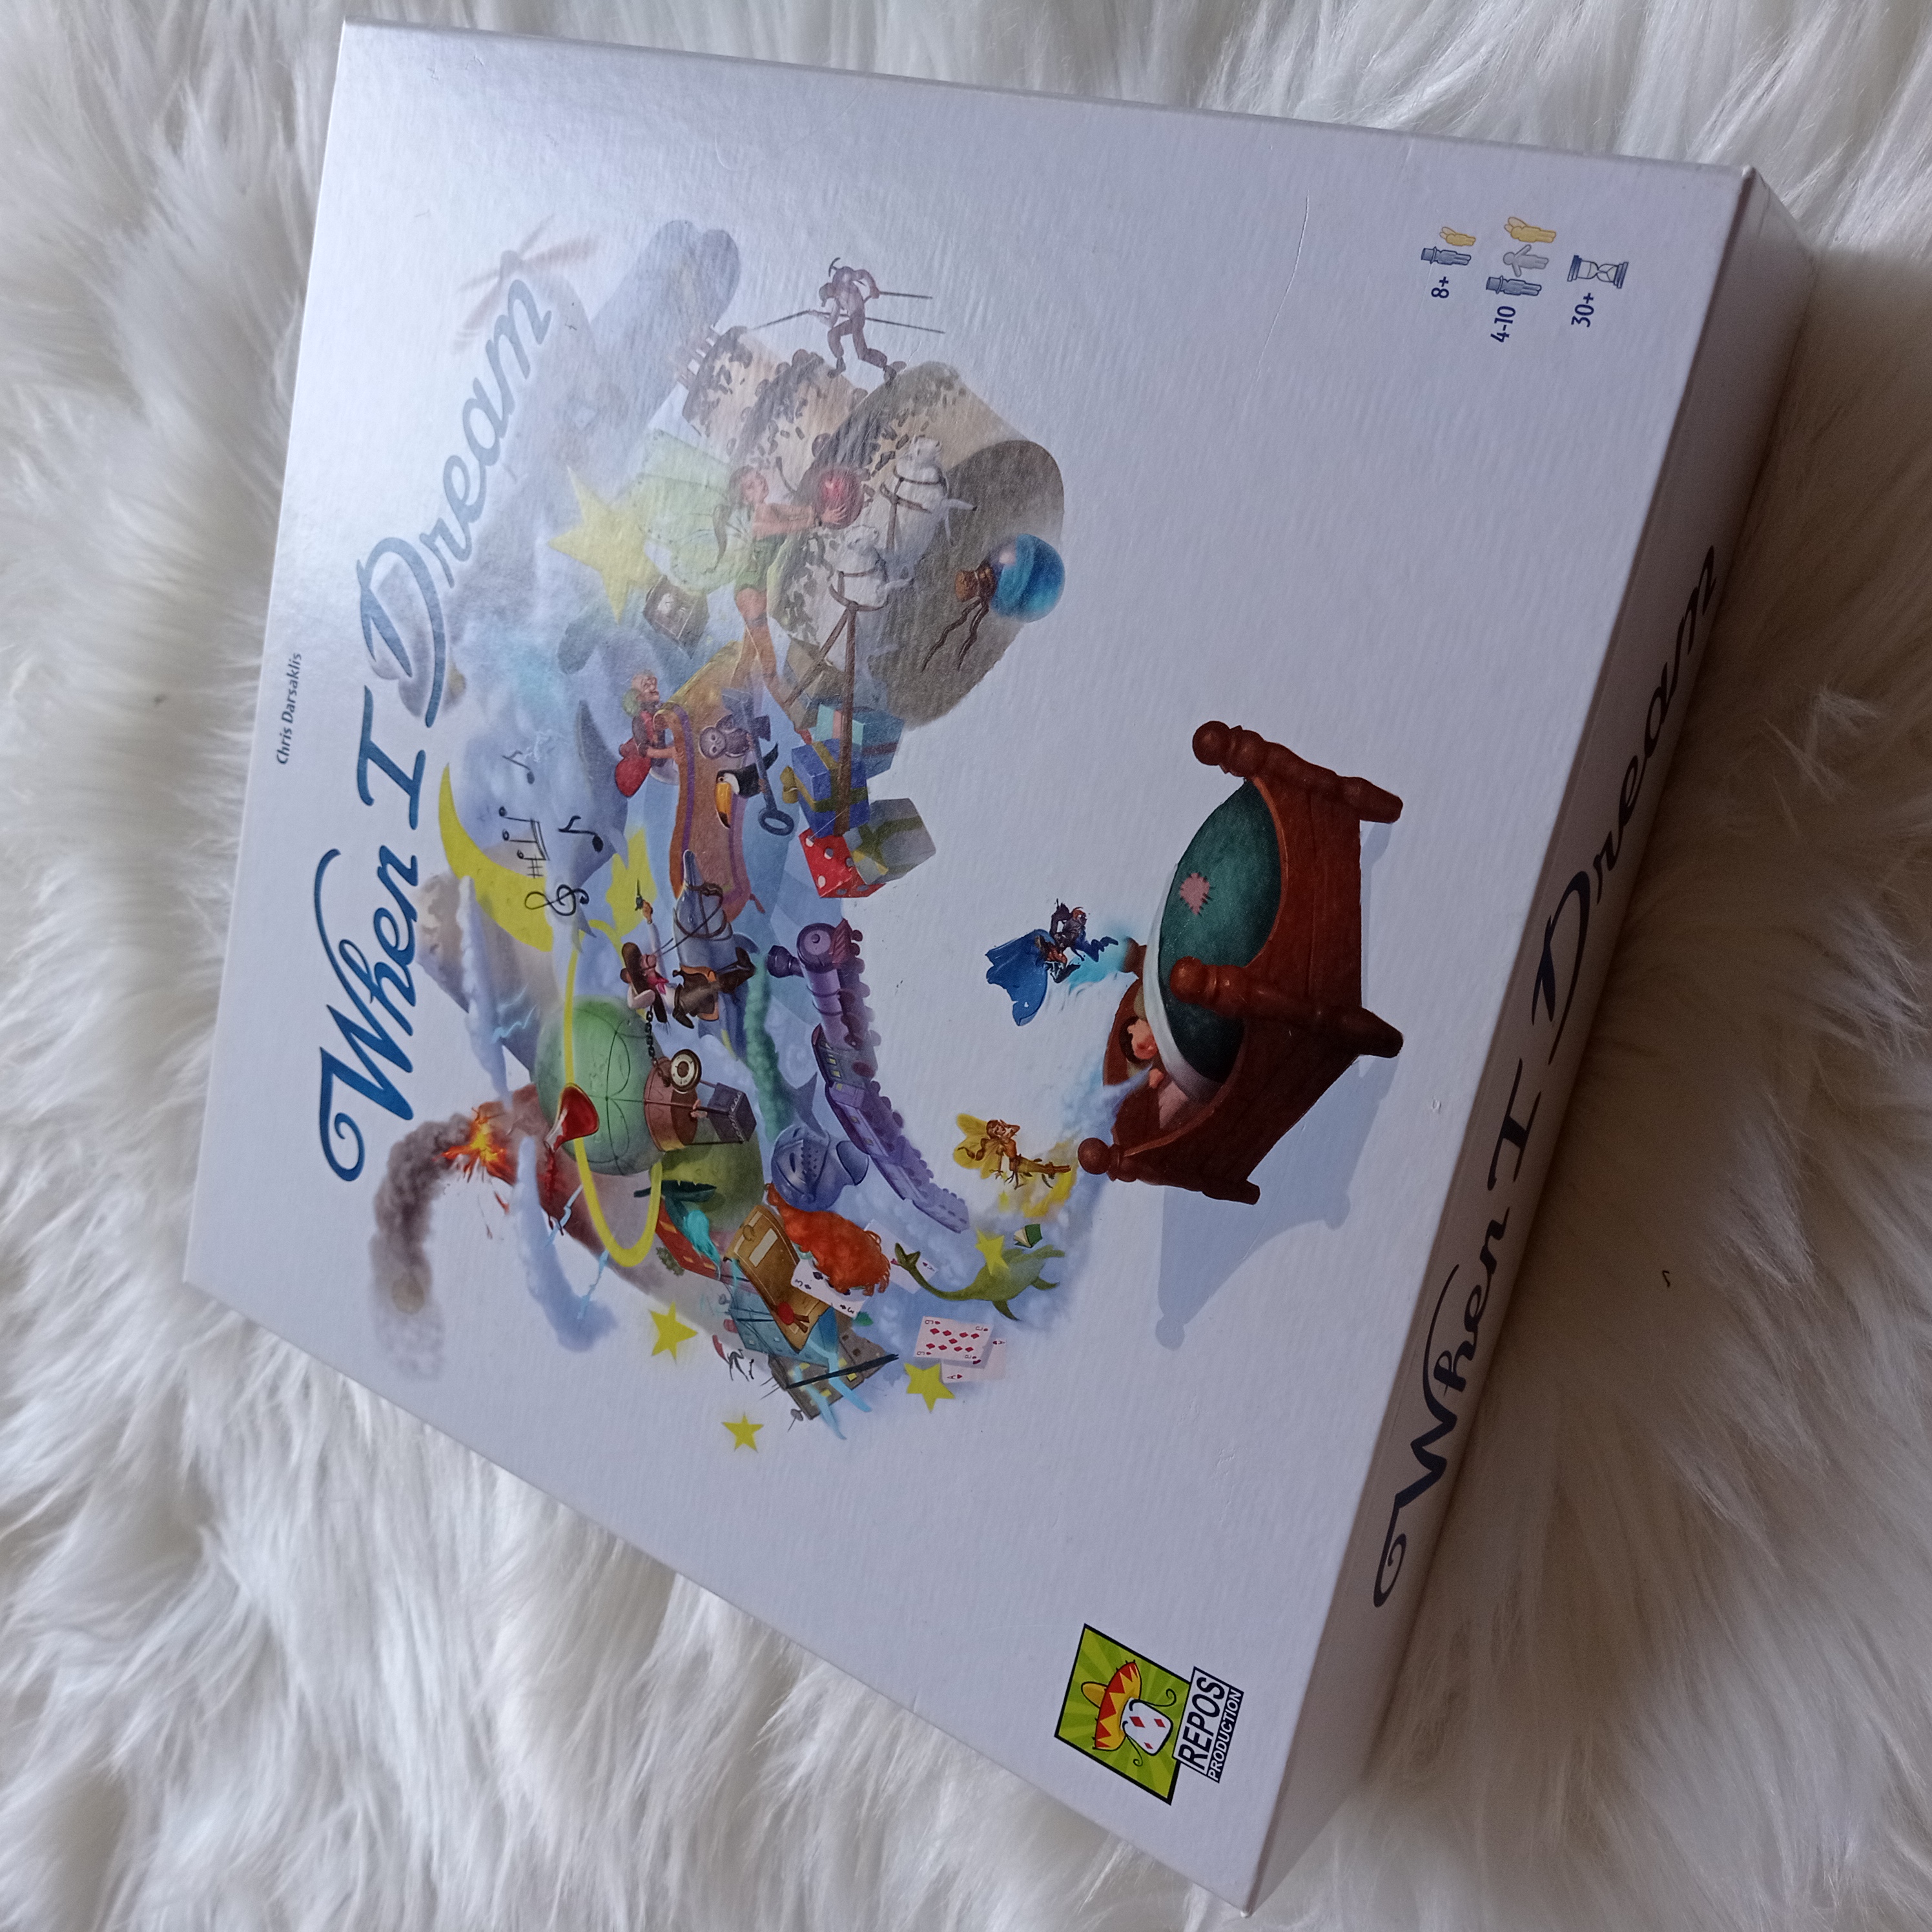 Chris Darsaklis
When I Dream
REPOS
PRODUCTION
8+
4-10
30+
When I Dream